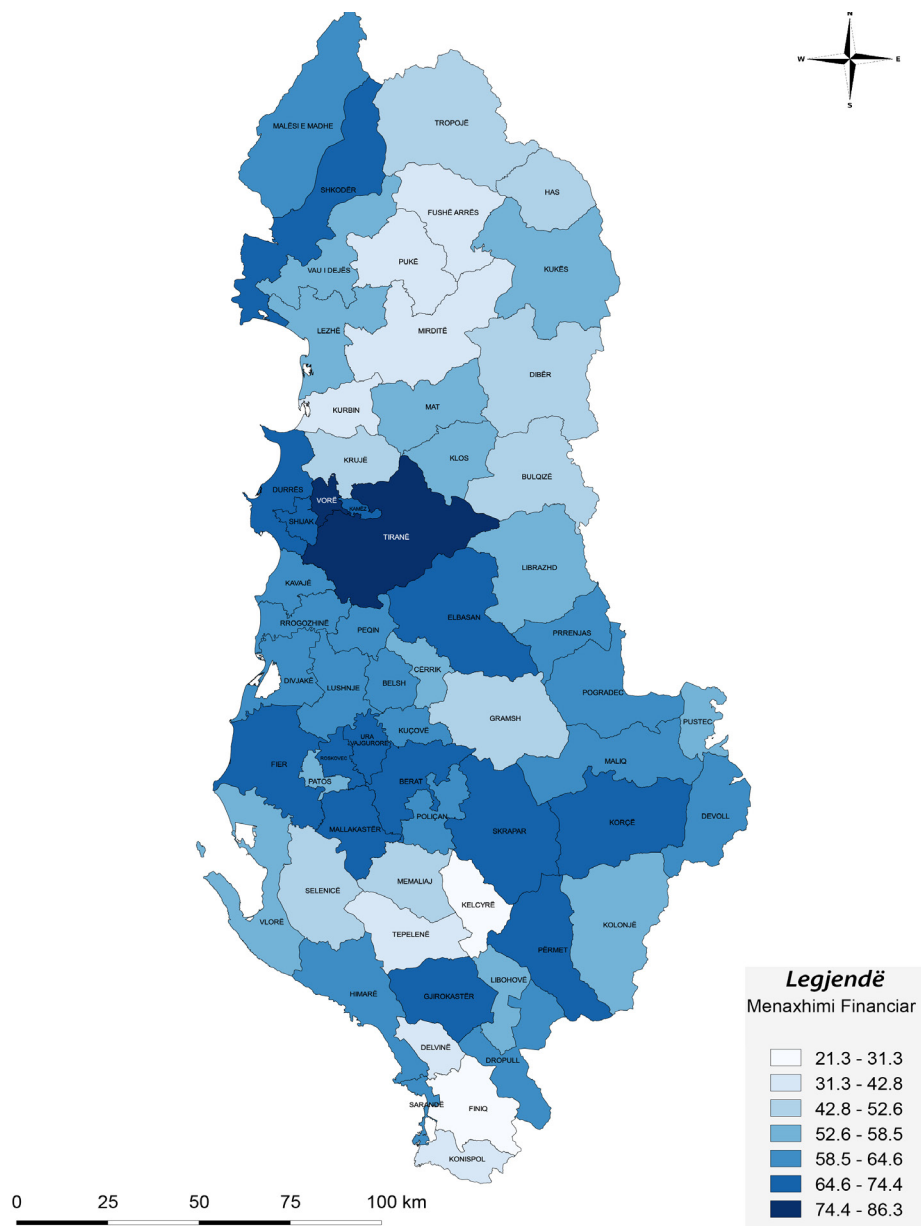 N
W
E
S
TROPOJË
MALËSI E MADHE
HAS
SHKODËR
FUSHË ARRËS
PUKË
KUKËS
VAU I DEJËS
LEZHË
MIRDITË
DIBËR
MAT
KURBIN
KLOS
KRUJË
BULQIZË
DURRËS
VORË
KAMËZ
SHIJAK
TIRANË
LIBRAZHD
KAVAJË
ELBASAN
RROGOZHINË
PEQIN
PRRENJAS
CËRRIK
DIVJAKË
LUSHNJE
BELSH
POGRADEC
GRAMSH
PUSTEC
KUÇOVË
URA
VAJGURORE
ROSKOVEC
FIER
MALIQ
PATOS
BERAT
DEVOLL
POLIÇAN
KORÇË
MALLAKASTËR
SKRAPAR
MEMALIAJ
SELENICË
KELCYRË
VLORË
KOLONJË
TEPELENË
PËRMET
LIBOHOVË
HIMARË
GJIROKASTËR
DELVINË
DROPULL
SARANDË
FINIQ
KONISPOL
Legjendë
Menaxhimi Financiar
21.3 - 31.3
31.3 - 42.8
42.8 - 52.6
52.6 - 58.5
58.5 - 64.6
64.6 - 74.4
74.4 - 86.3
0 25 50 75 100 km